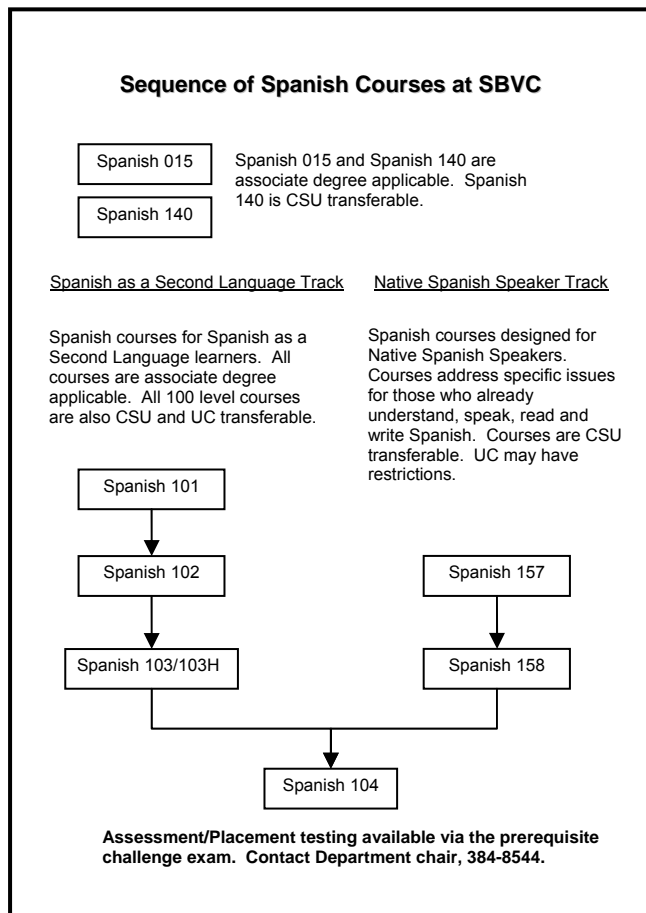 Sequence of Spanish Courses at SBVC
Spanish 015
Spanish 140
Spanish 015 and Spanish 140 are
associate degree applicable.  Spanish
140 is CSU transferable.
Spanish as a Second Language Track
Spanish courses for Spanish as a
Second Language learners.  All
courses are associate degree
applicable.  All 100 level courses
are also CSU and UC transferable.
Native Spanish Speaker Track
Spanish courses designed for
Native Spanish Speakers.
Courses address specific issues
for those who already
understand, speak, read and
write Spanish.  Courses are CSU
transferable.  UC may have
restrictions.
Spanish 101
Spanish 102
Spanish 103/103H
Spanish 157
Spanish 158
Spanish 104
Assessment/Placement testing available via the prerequisite
challenge exam.  Contact Department chair, 384-8544.